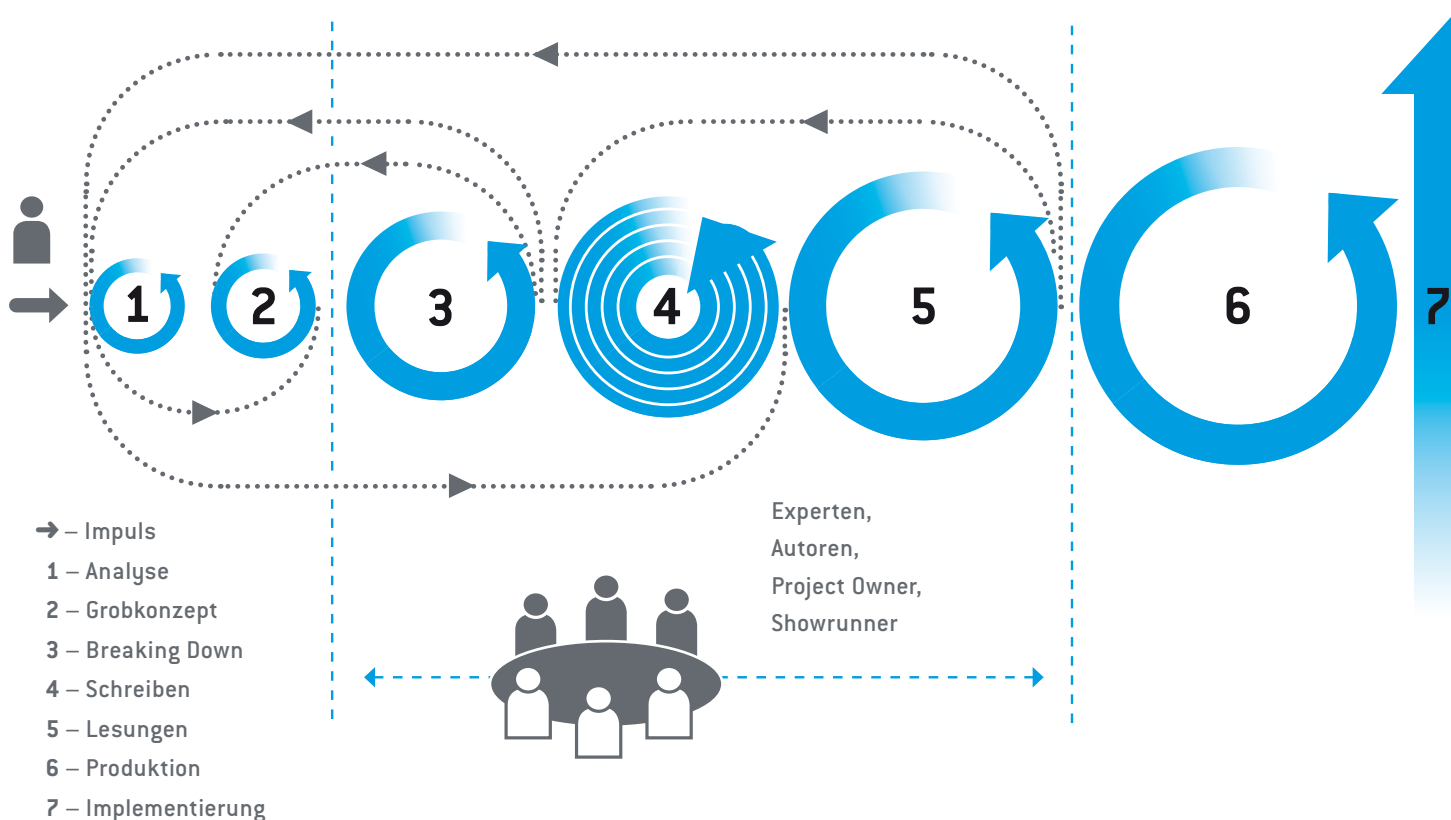 1
2
3
4
5
6
7
Experten,
Autoren,
Project Owner,
Showrunner
➔ – Impuls
1 – Analyse
2 – Grobkonzept
3 – Breaking Down
4 – Schreiben
5 – Lesungen
6 – Produktion
7 – Implementierung